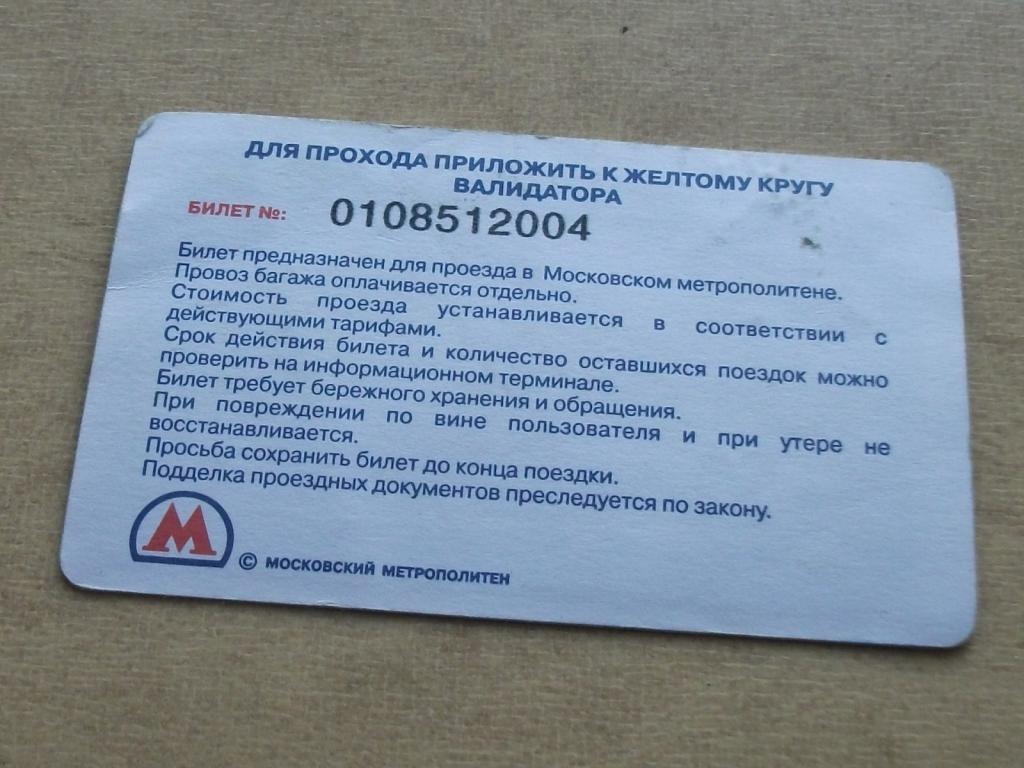 ДЛЯ ПРОХОДА ПРИЛОЖИТЬ К ЖЕЛТОМУ КРУГУ
ВАЛИДАТОРА
БИЛЕТ №: 0108512004
Билет предназначен для проезда в Московском метрополитене.
Провоз багажа оплачивается отдельно.
Стоимость проезда устанавливается в соответствии с
действующими тарифами.
Срок действия билета и количество оставшихся поездок можно
проверить на информационном терминале.
Билет требует бережного хранения и обращения.
При повреждении по вине пользователя и при утере не
восстанавливается.
Просьба сохранить билет до конца поездки.
Подделка проездных документов преследуется по закону.
М
© МОСКОВСКИЙ МЕТРОПОЛИТЕН